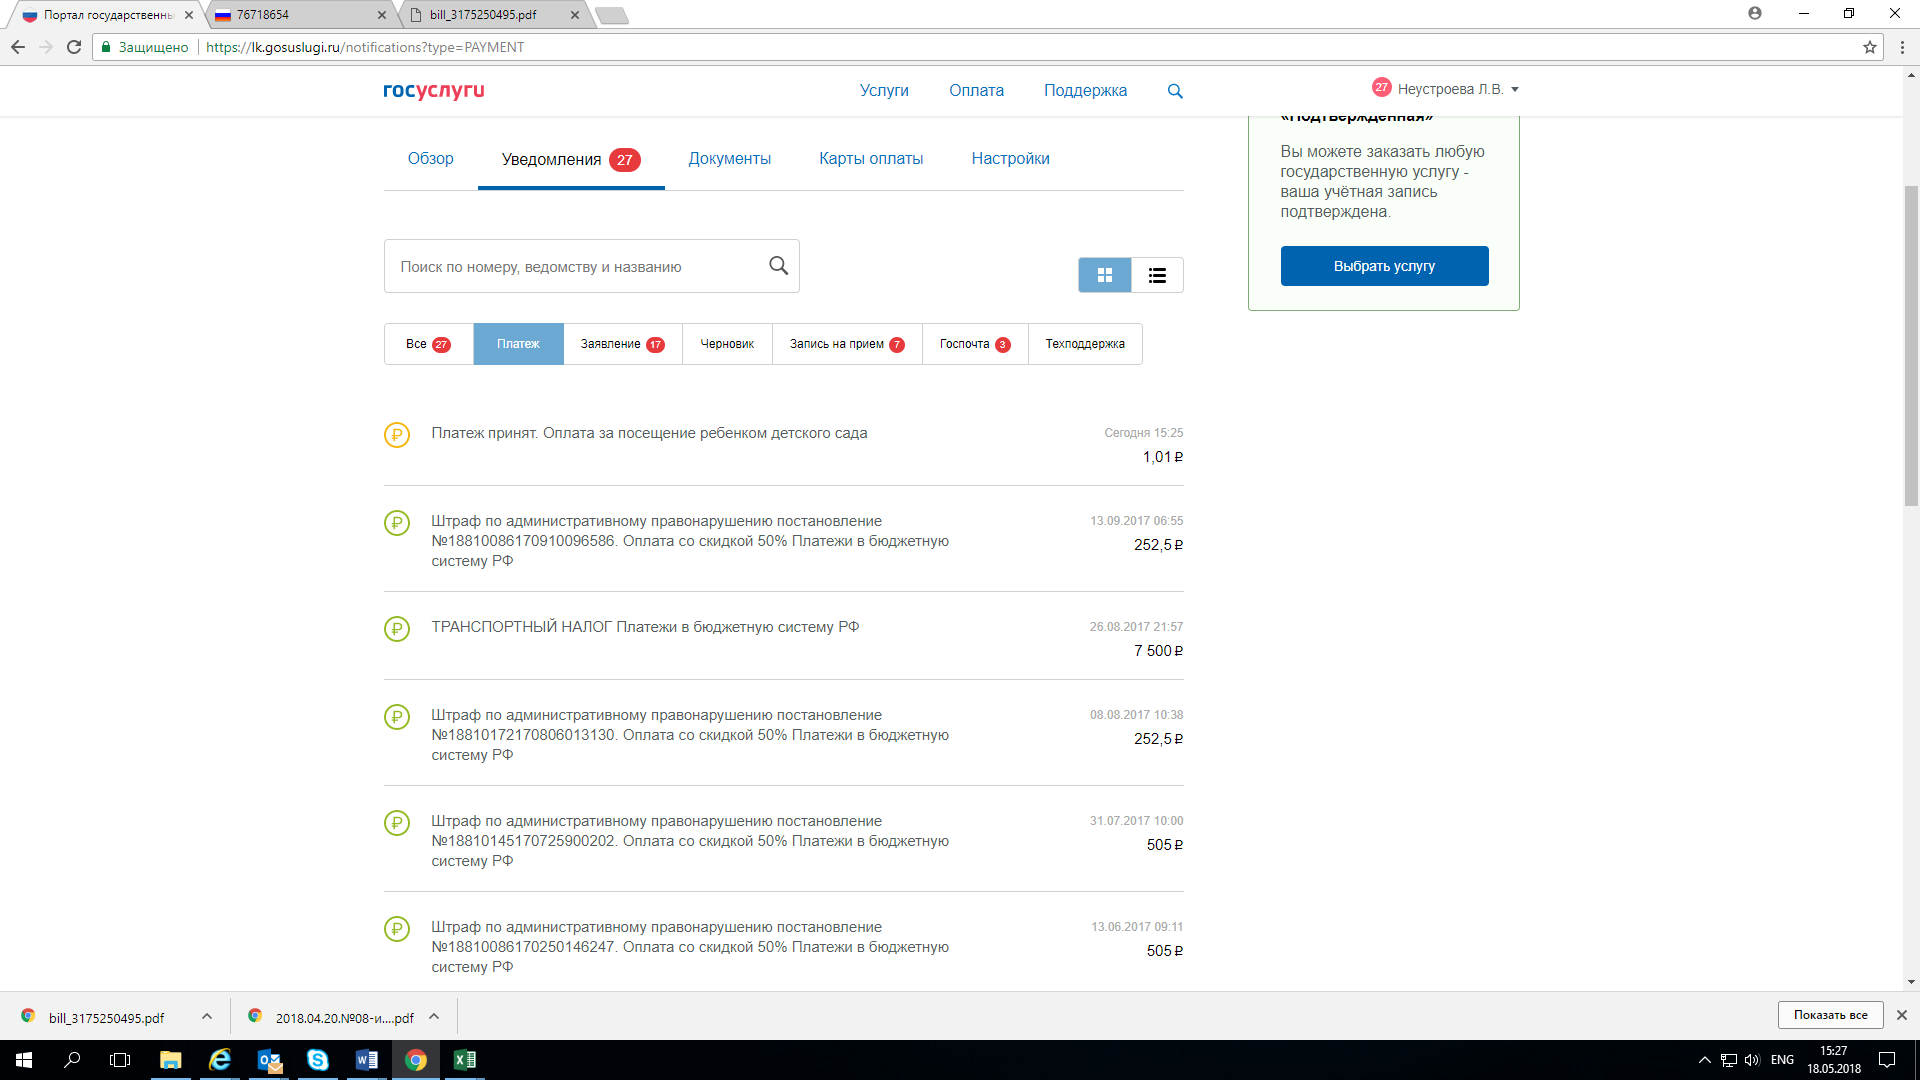 Портал государственны
76718654
bill_3175250495.pdf
Защищено
https://lk.gosuslugi.ru/notifications?type=PAYMENT
госуслуги
Услуги
Оплата
Поддержка
27 Неустроева Л.В.
Обзор
Уведомления 27
Документы
Карты оплаты
Настройки
«Подтвержденная»
Вы можете заказать любую
государственную услугу -
ваша учётная запись
подтверждена.
Выбрать услугу
Поиск по номеру, ведомству и названию
Все 27
Платеж
Заявление 17
Черновик
Запись на прием 7
Госпочта 3
Техподдержка
Платеж принят. Оплата за посещение ребенком детского сада
Сегодня 15:25
1,01 ₽
Штраф по административному правонарушению постановление
№18810086170910096586. Оплата со скидкой 50% Платежи в бюджетную
систему РФ
13.09.2017 06:55
252,5 ₽
ТРАНСПОРТНЫЙ НАЛОГ Платежи в бюджетную систему РФ
26.08.2017 21:57
7 500 ₽
Штраф по административному правонарушению постановление
№18810172170806013130. Оплата со скидкой 50% Платежи в бюджетную
систему РФ
08.08.2017 10:38
252,5 ₽
Штраф по административному правонарушению постановление
№18810145170725900202. Оплата со скидкой 50% Платежи в бюджетную
систему РФ
31.07.2017 10:00
505 ₽
Штраф по административному правонарушению постановление
№18810086170250146247. Оплата со скидкой 50% Платежи в бюджетную
систему РФ
13.06.2017 09:11
505 ₽
bill_3175250495.pdf
2018.04.20.№08-и....pdf
Показать все
ENG
15:27
18.05.2018